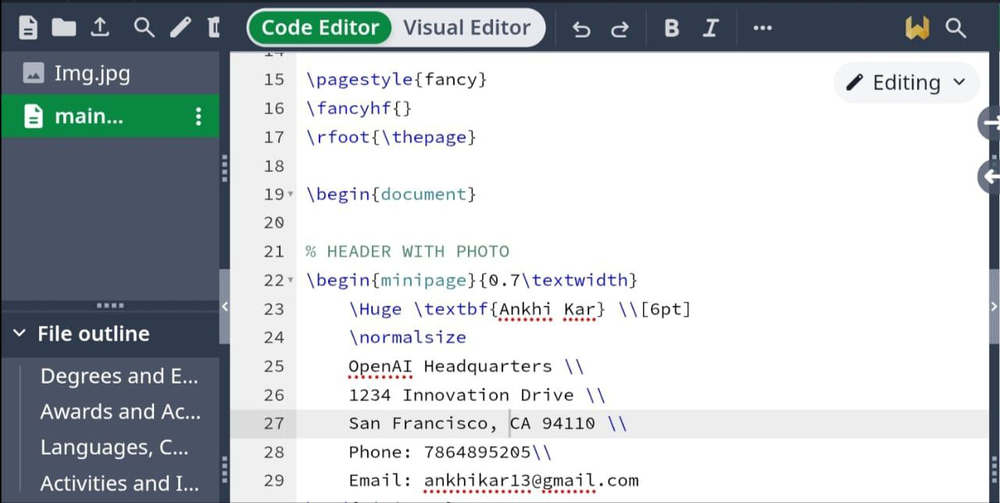 Code Editor Visual Editor B I ...
Img.jpg
main...
File outline
Degrees and E...
Awards and Ac...
Languages, C...
Activities and I...
Editing
15 \pagestyle{fancy}
16 \fancyhf{}
17 \rfoot{\thepage}
18
19 \begin{document}
20
21 % HEADER WITH PHOTO
22 \begin{minipage}{0.7\textwidth}
23 \Huge \textbf{Ankhi Kar} \\[6pt]
24 \normalsize
25 OpenAI Headquarters \\
26 1234 Innovation Drive \\
27 San Francisco, CA 94110 \\
28 Phone: 7864895205\\
29 Email: ankhikar13@gmail.com